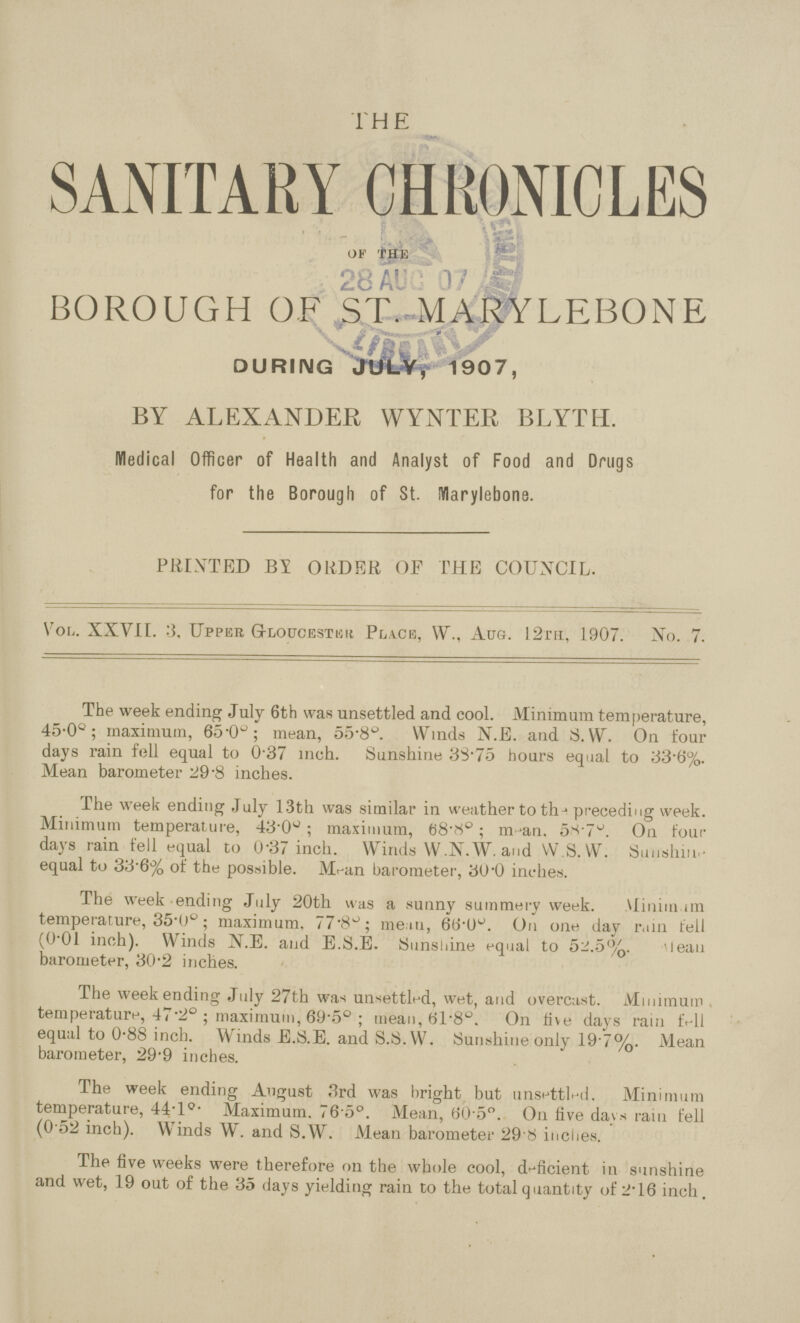 THE
SANITARY CHRONICLES
OF THE
28 AUG 07
BOROUGH OF ST. MARYLEBONE
DURING JULY, 1907,
BY ALEXANDER WYNTER BLYTH.
Medical Officer of Health and Analyst of Food and Drugs
for the Borough of St. Marylebone.
PRINTED BY ORDER OF THE COUNCIL.
VOL. XXVII. 3, UPPER GLOUCESTER PLACE, W., AUG. 12TH, 1907. No. 7.
The week ending July 6th was unsettled and cool. Minimum temperature,
45·0°; maximum, 65·0°; mean, 55·8°. Winds N.E. and S.W. On four
days rain fell equal to 0·37 inch. Sunshine 38·75 hours equal to 33·6%.
Mean barometer 29·8 inches.
The week ending July 13th was similar in weather to the preceding week.
Minimum temperature, 43·0°; maximum, 68·8°; mean, 58·7°. On four
days rain fell equal to 0·37 inch. Winds W.N.W. and W.S.W. Sunshine
equal to 33·6% of the possible. Mean barometer, 30·0 inches.
The week ending July 20th was a sunny summery week. Minimum
temperature, 35·0°; maximum, 77·8°; mean, 66·0°. On one day rain fell
(0·01 inch). Winds N.E. and E.S.E. Sunshine equal to 52.5%. Mean
barometer, 30·2 inches.
The week ending July 27th was unsettled, wet, and overcast. Minimum
temperature, 47·2°; maximum, 69·5°; mean, 61·8°. On five days rain fell
equal to 0·88 inch. Winds E.S.E. and S.S.W. Sunshine only 19·7%. Mean
barometer, 29·9 inches.
The week ending August 3rd was bright but unsettled. Minimum
temperature, 44·1°. Maximum. 76·5°. Mean, 60·5°. On five days rain fell
(0·52 inch). Winds W. and S.W. Mean barometer 29·8 inches.
The five weeks were therefore on the whole cool, deficient in sunshine
and wet, 19 out of the 35 days yielding rain to the total quantity of 2·16 inch.